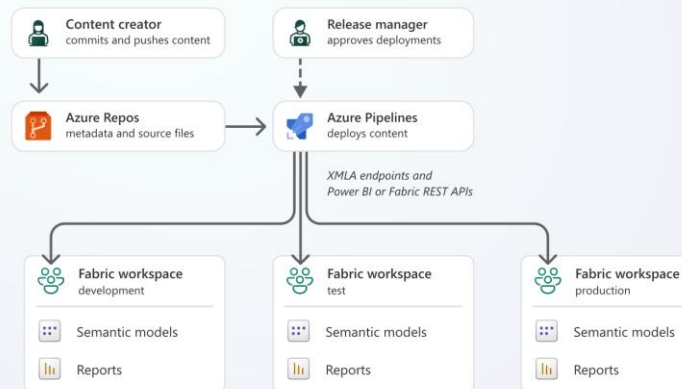 Content creator
commits and pushes content
Release manager
approves deployments
Azure Repos
metadata and source files
Azure Pipelines
deploys content
XMLA endpoints and
Power BI or Fabric REST APIs
Fabric workspace
development
Semantic models
Reports
Fabric workspace
test
Semantic models
Reports
Fabric workspace
production
Semantic models
Reports